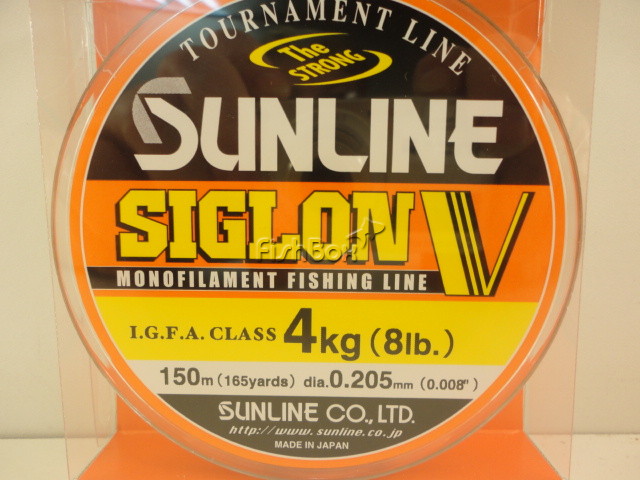 TOURNAMENT LINE
The
STRONG
SUNLINE
SIGLON V
FishBox
MONOFILAMENT FISHING LINE
I.G.F.A. CLASS 4kg (8lb.)
150m (165yards) dia.0.205mm (0.008")
SUNLINE CO., LTD.
http://www.sunline.co.jp
MADE IN JAPAN